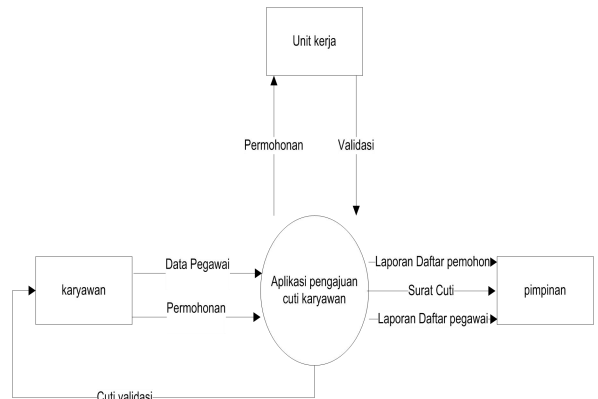 Unit kerja
Permohonan
Validasi
Data Pegawai
Laporan Daftar pemohon
karyawan
Aplikasi pengajuan
cuti karyawan
Surat Cuti
pimpinan
Permohonan
Laporan Daftar pegawai
Cuti validasi